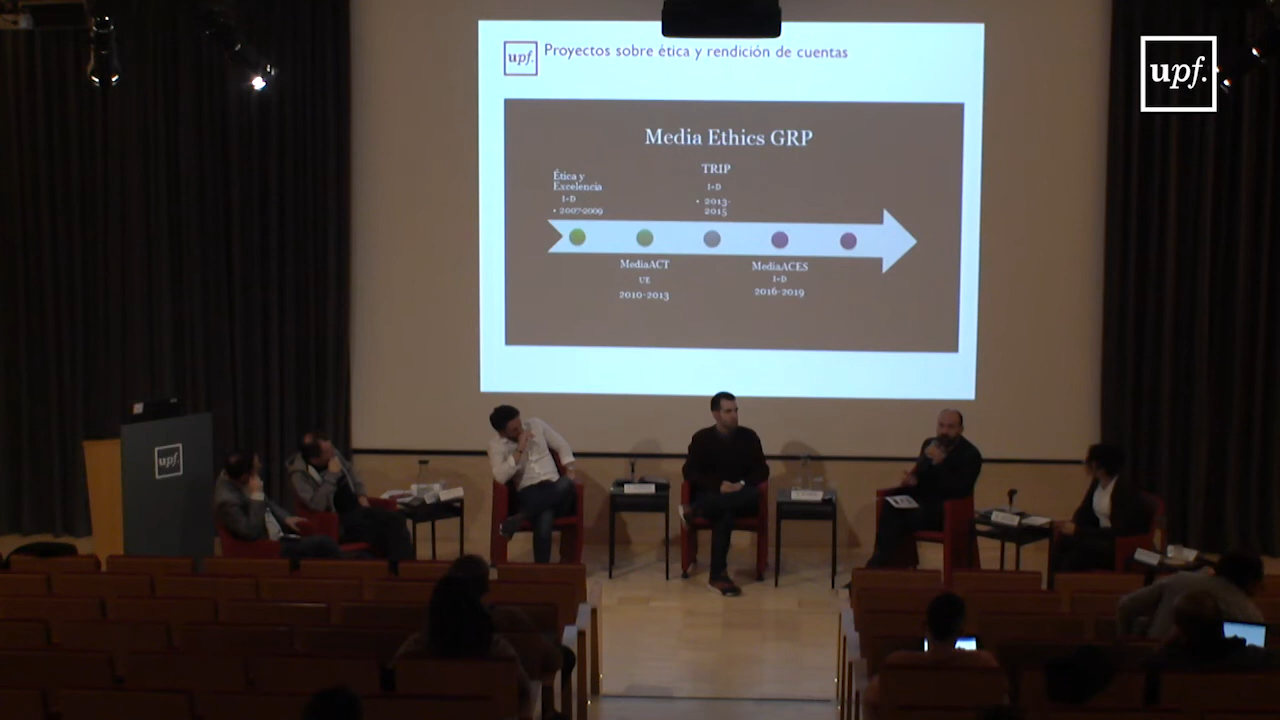 upf.
Proyectos sobre ética y rendición de cuentas
upf.
Media Ethics GRP
TRIP
I+D
• 2013-
2015
Ética y
Excelencia
I+D
• 2007-2009
MediaACT
UE
2010-2013
MediaACES
I+D
2016-2019
upf.